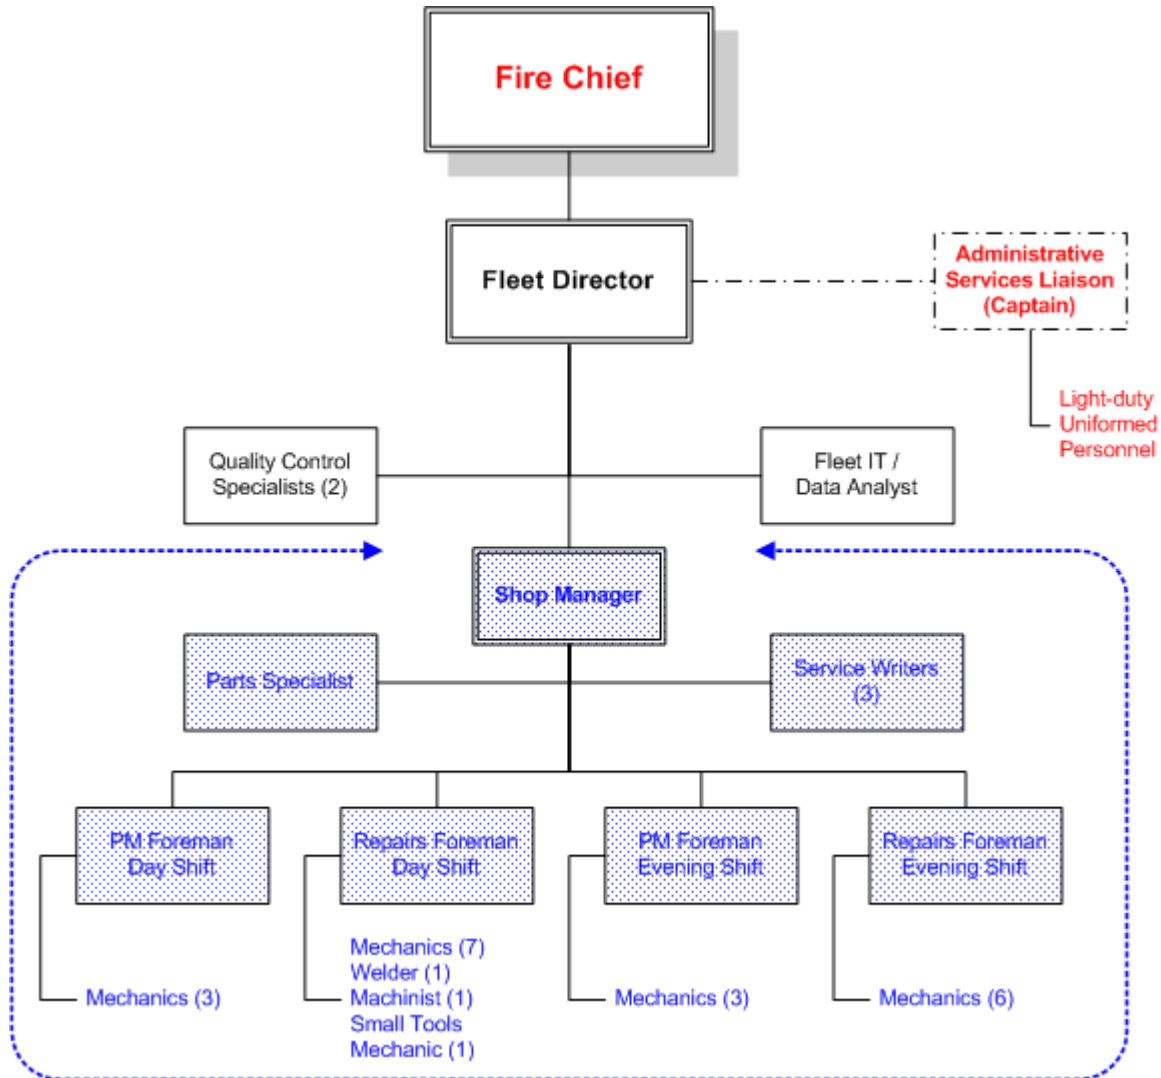 Fire Chief
Fleet Director
Administrative
Services Liaison
(Captain)
Light-duty
Uniformed
Personnel
Quality Control
Specialists (2)
Fleet IT /
Data Analyst
Shop Manager
Parts Specialist
Service Writers
(3)
PM Foreman
Day Shift
Repairs Foreman
Day Shift
PM Foreman
Evening Shift
Repairs Foreman
Evening Shift
Mechanics (3)
Mechanics (7)
Welder (1)
Machinist (1)
Small Tools
Mechanic (1)
Mechanics (3)
Mechanics (6)